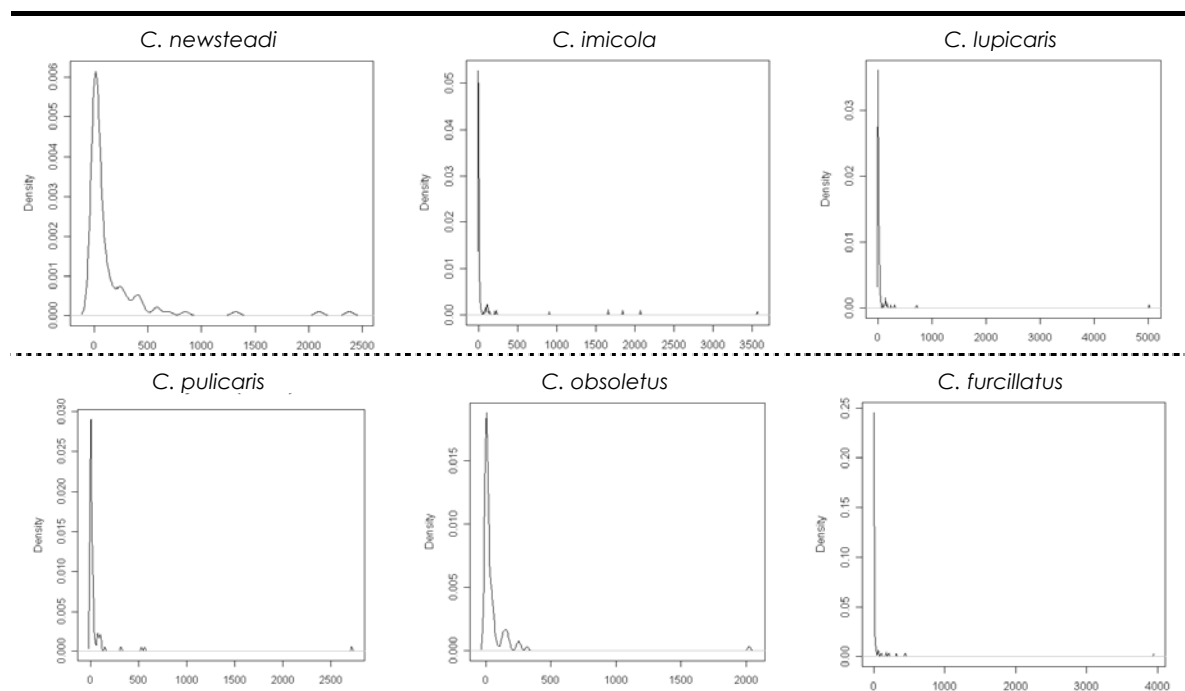 C. newsteadi
C. imicola
C. lupicaris
Density
0.000 0.001 0.002 0.003 0.004 0.005 0.006
0 500 1000 1500 2000 2500
Density
0.00 0.01 0.02 0.03 0.04 0.05
0 500 1000 1500 2000 2500 3000 3500
Density
0.00 0.01 0.02 0.03
0 1000 2000 3000 4000 5000
C. pulicaris
C. obsoletus
C. furcillatus
Density
0.000 0.005 0.010 0.015 0.020 0.025 0.030
0 500 1000 1500 2000 2500
Density
0.000 0.005 0.010 0.015
0 500 1000 1500 2000
Density
0.00 0.05 0.10 0.15 0.20 0.25
0 1000 2000 3000 4000